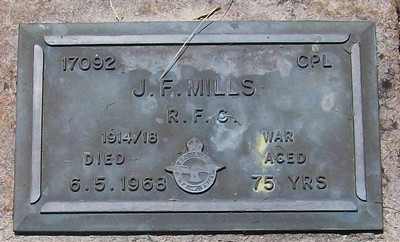 17092 CPL
J. F. MILLS
R. F. C.
1914/18 WAR
DIED AGED
6. 5. 1968 75 YRS